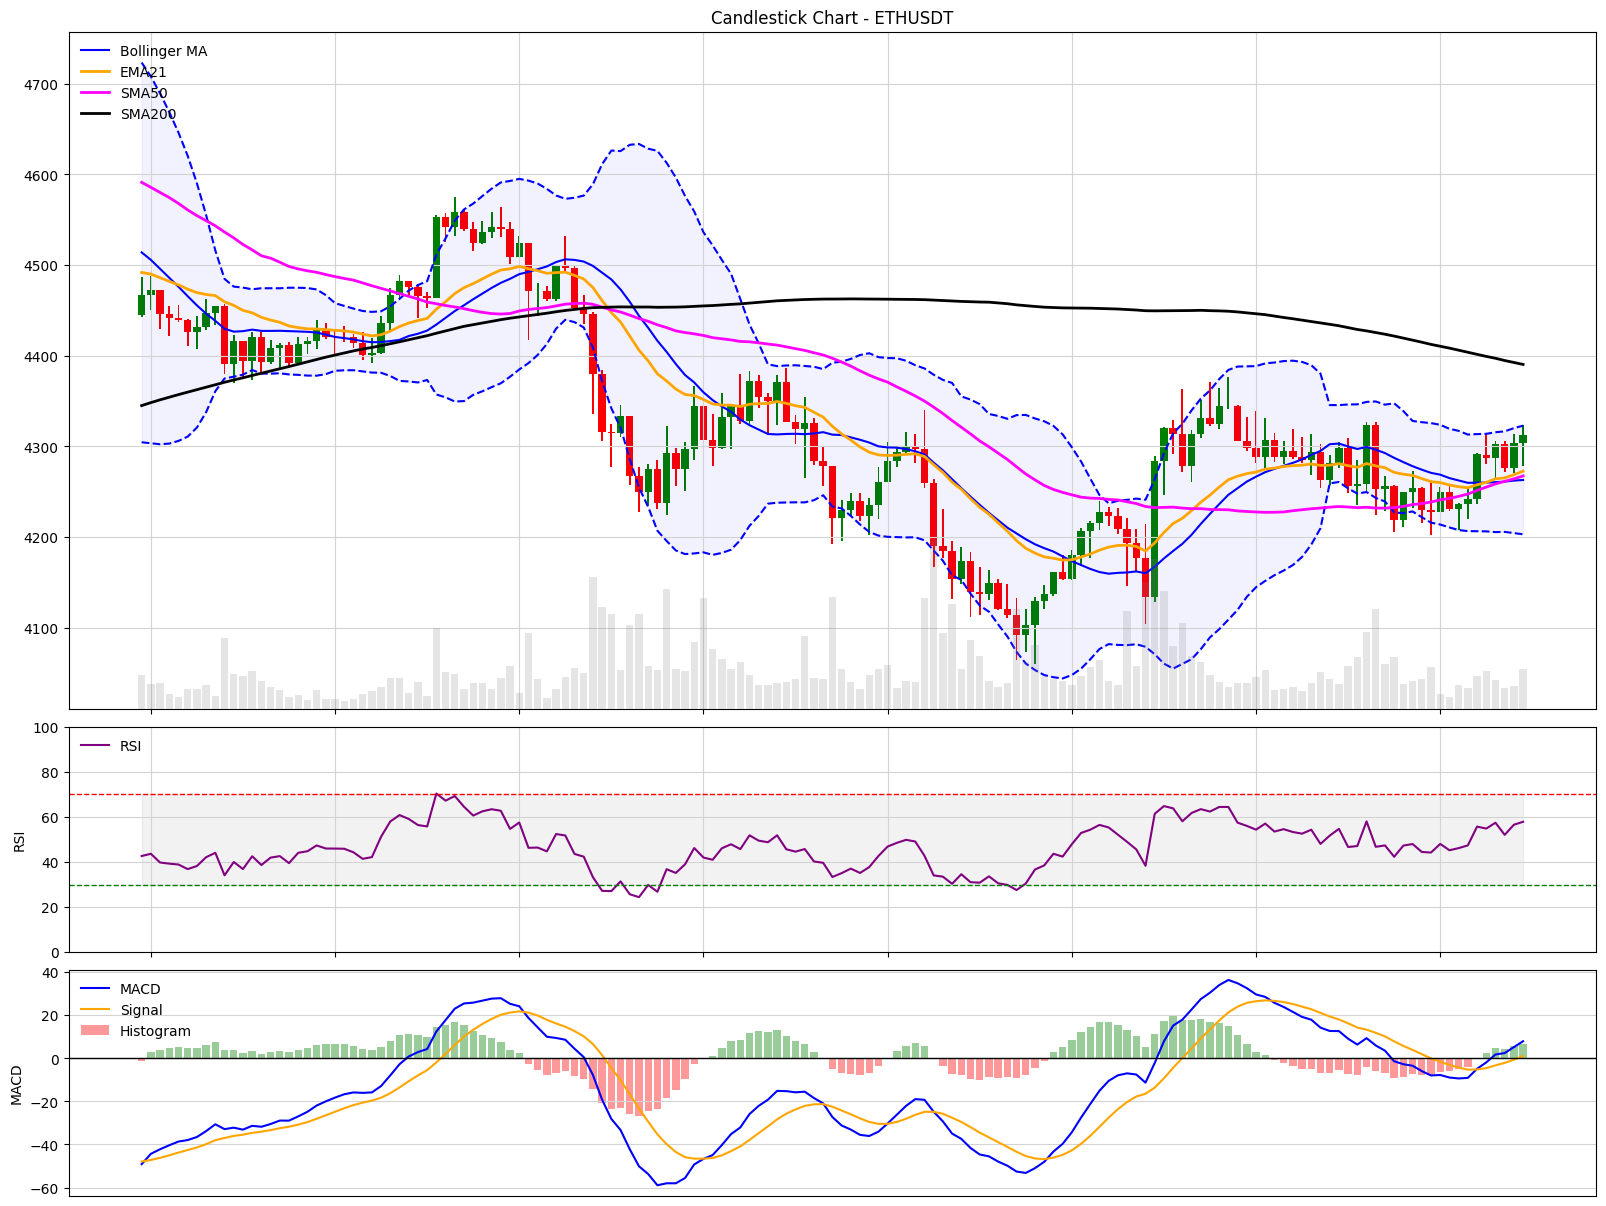 Candlestick Chart - ETHUSDT
Bollinger MA
EMA21
SMA50
SMA200
4700
4600
4500
4400
4300
4200
4100
RSI
100
80
60
40
20
0
RSI
MACD
Signal
Histogram
40
20
0
−20
−40
−60
MACD